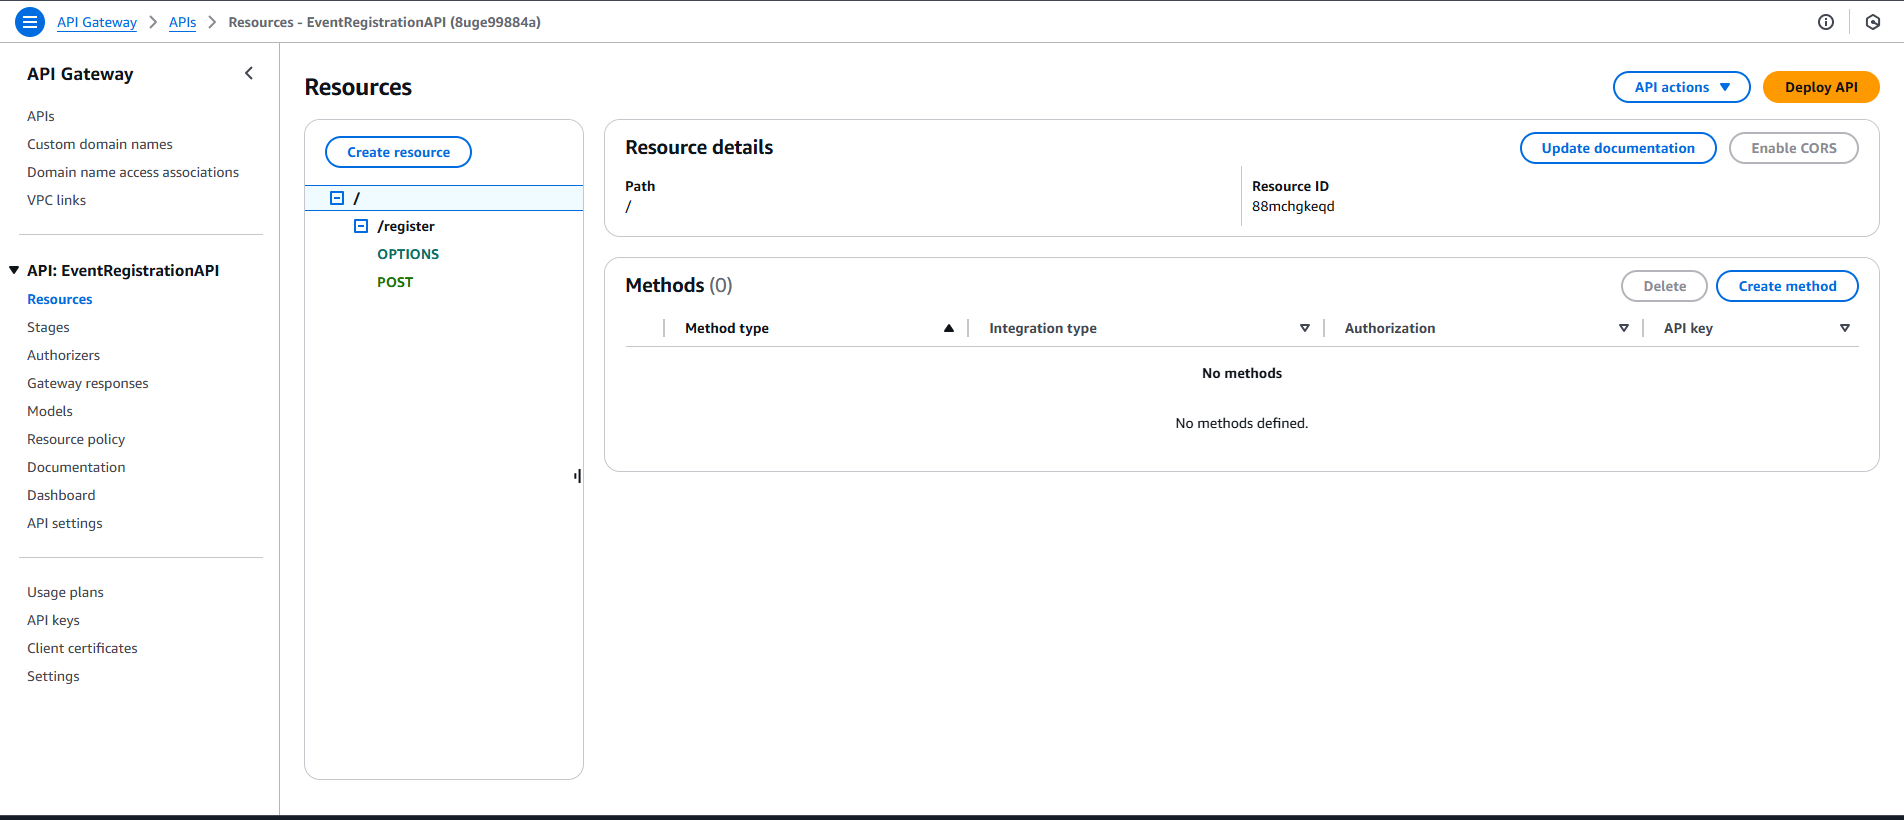 API Gateway > APIs > Resources - EventRegistrationAPI (8uge99884a)
API Gateway
APIs
Custom domain names
Domain name access associations
VPC links
API: EventRegistrationAPI
Resources
Stages
Authorizers
Gateway responses
Models
Resource policy
Documentation
Dashboard
API settings
Usage plans
API keys
Client certificates
Settings
Resources
API actions
Deploy API
Create resource
/
/register
OPTIONS
POST
Resource details
Update documentation
Enable CORS
Path
/
Resource ID
88mchgkeqd
Methods (0)
Delete
Create method
Method type
Integration type
Authorization
API key
No methods
No methods defined.